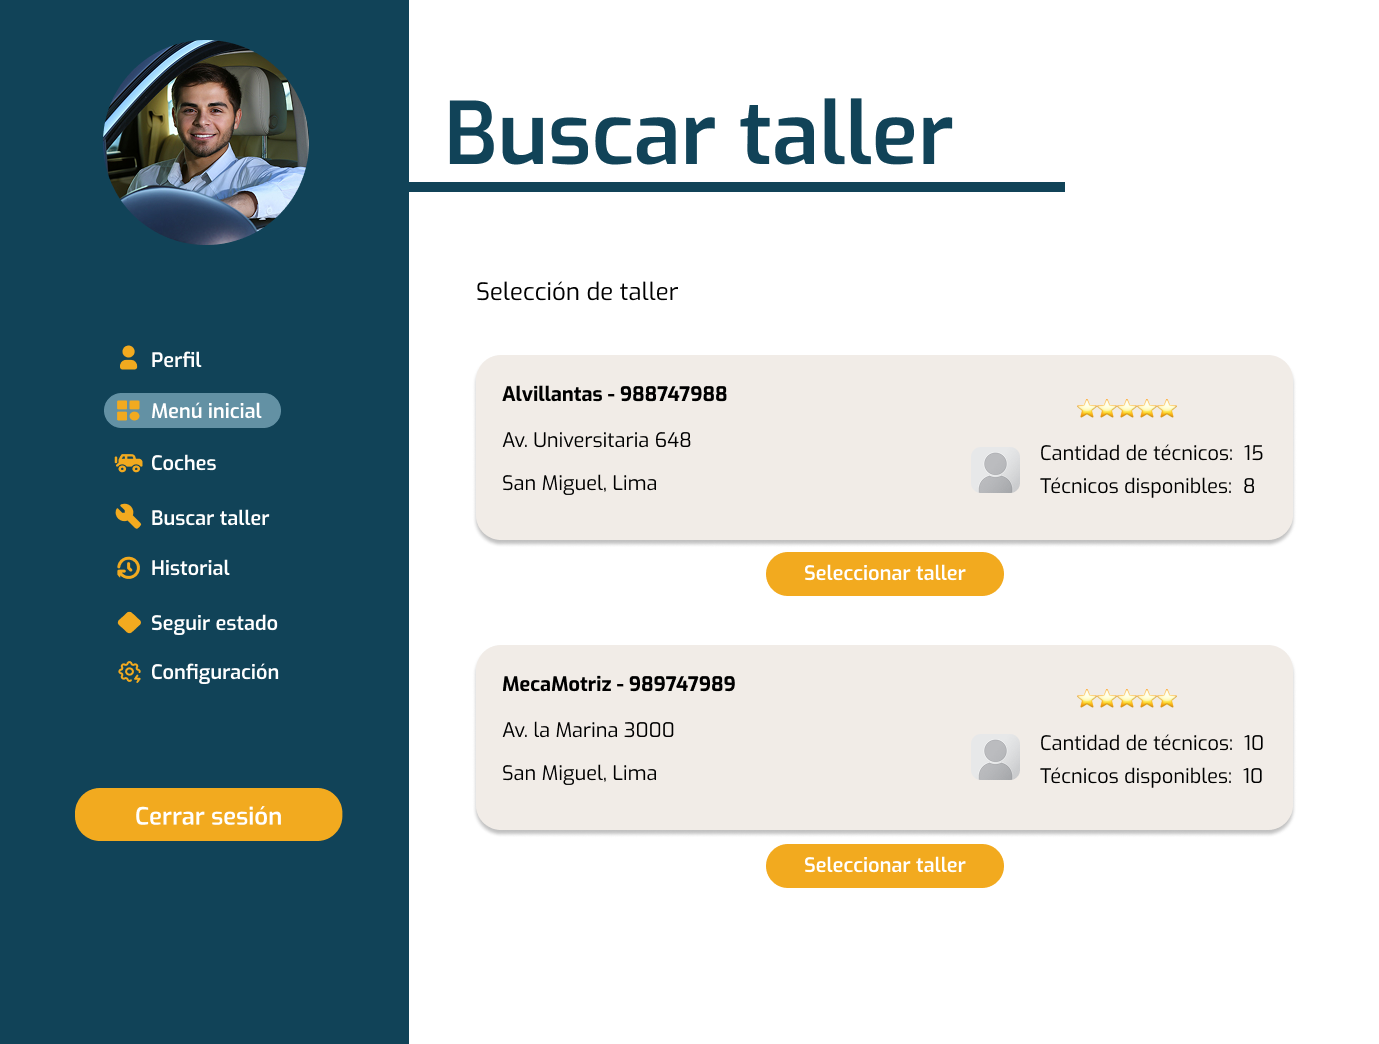 Buscar taller
Perfil
Menú inicial
Coches
Buscar taller
Historial
Seguir estado
Configuración
Cerrar sesión
Selección de taller
Alvillantas - 988747988
Av. Universitaria 648
San Miguel, Lima
Cantidad de técnicos: 15
Técnicos disponibles: 8
Seleccionar taller
MecaMotriz - 989747989
Av. la Marina 3000
San Miguel, Lima
Cantidad de técnicos: 10
Técnicos disponibles: 10
Seleccionar taller